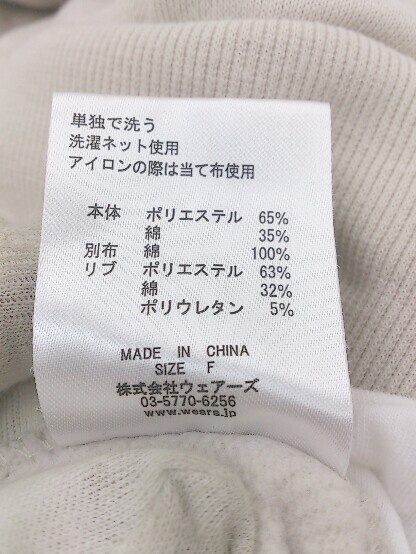 単独で洗う
洗濯ネット使用
アイロンの際は当て布使用
本体 ポリエステル 65%
綿 35%
別布 綿 100%
リブ ポリエステル 63%
綿 32%
ポリウレタン 5%
MADE IN CHINA
SIZE F
株式会社ウェアーズ
03-5770-6256
www.wears.jp